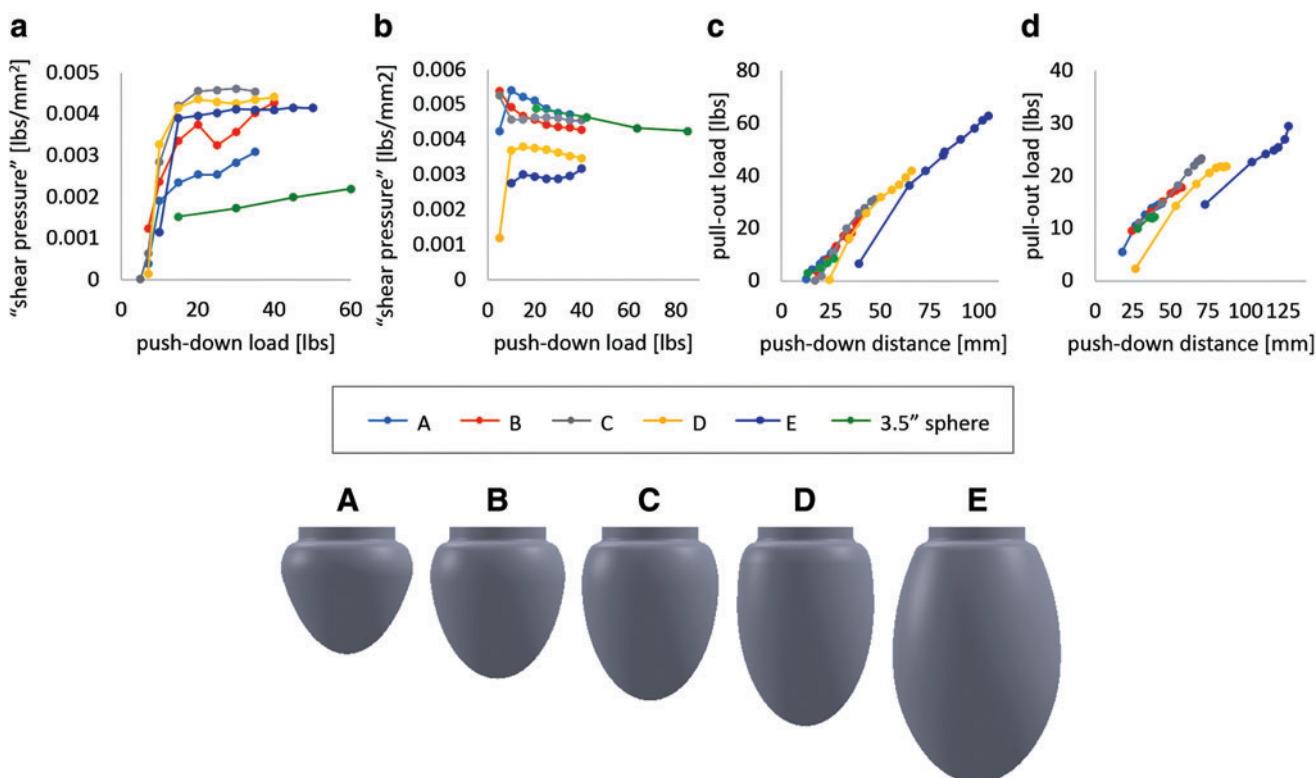 a
b
c
d
"shear pressure" [lbs/mm²]
0.005
0.004
0.003
0.002
0.001
0
0 20 40 60
push-down load [lbs]
"shear pressure" [lbs/mm2]
0.006
0.005
0.004
0.003
0.002
0.001
0
0 20 40 60 80
push-down load [lbs]
pull-out load [lbs]
80
60
40
20
0
0 25 50 75 100
push-down distance [mm]
pull-out load [lbs]
40
30
20
10
0
0 25 50 75 100 125
push-down distance [mm]
A B C D E 3.5" sphere
A B C D E